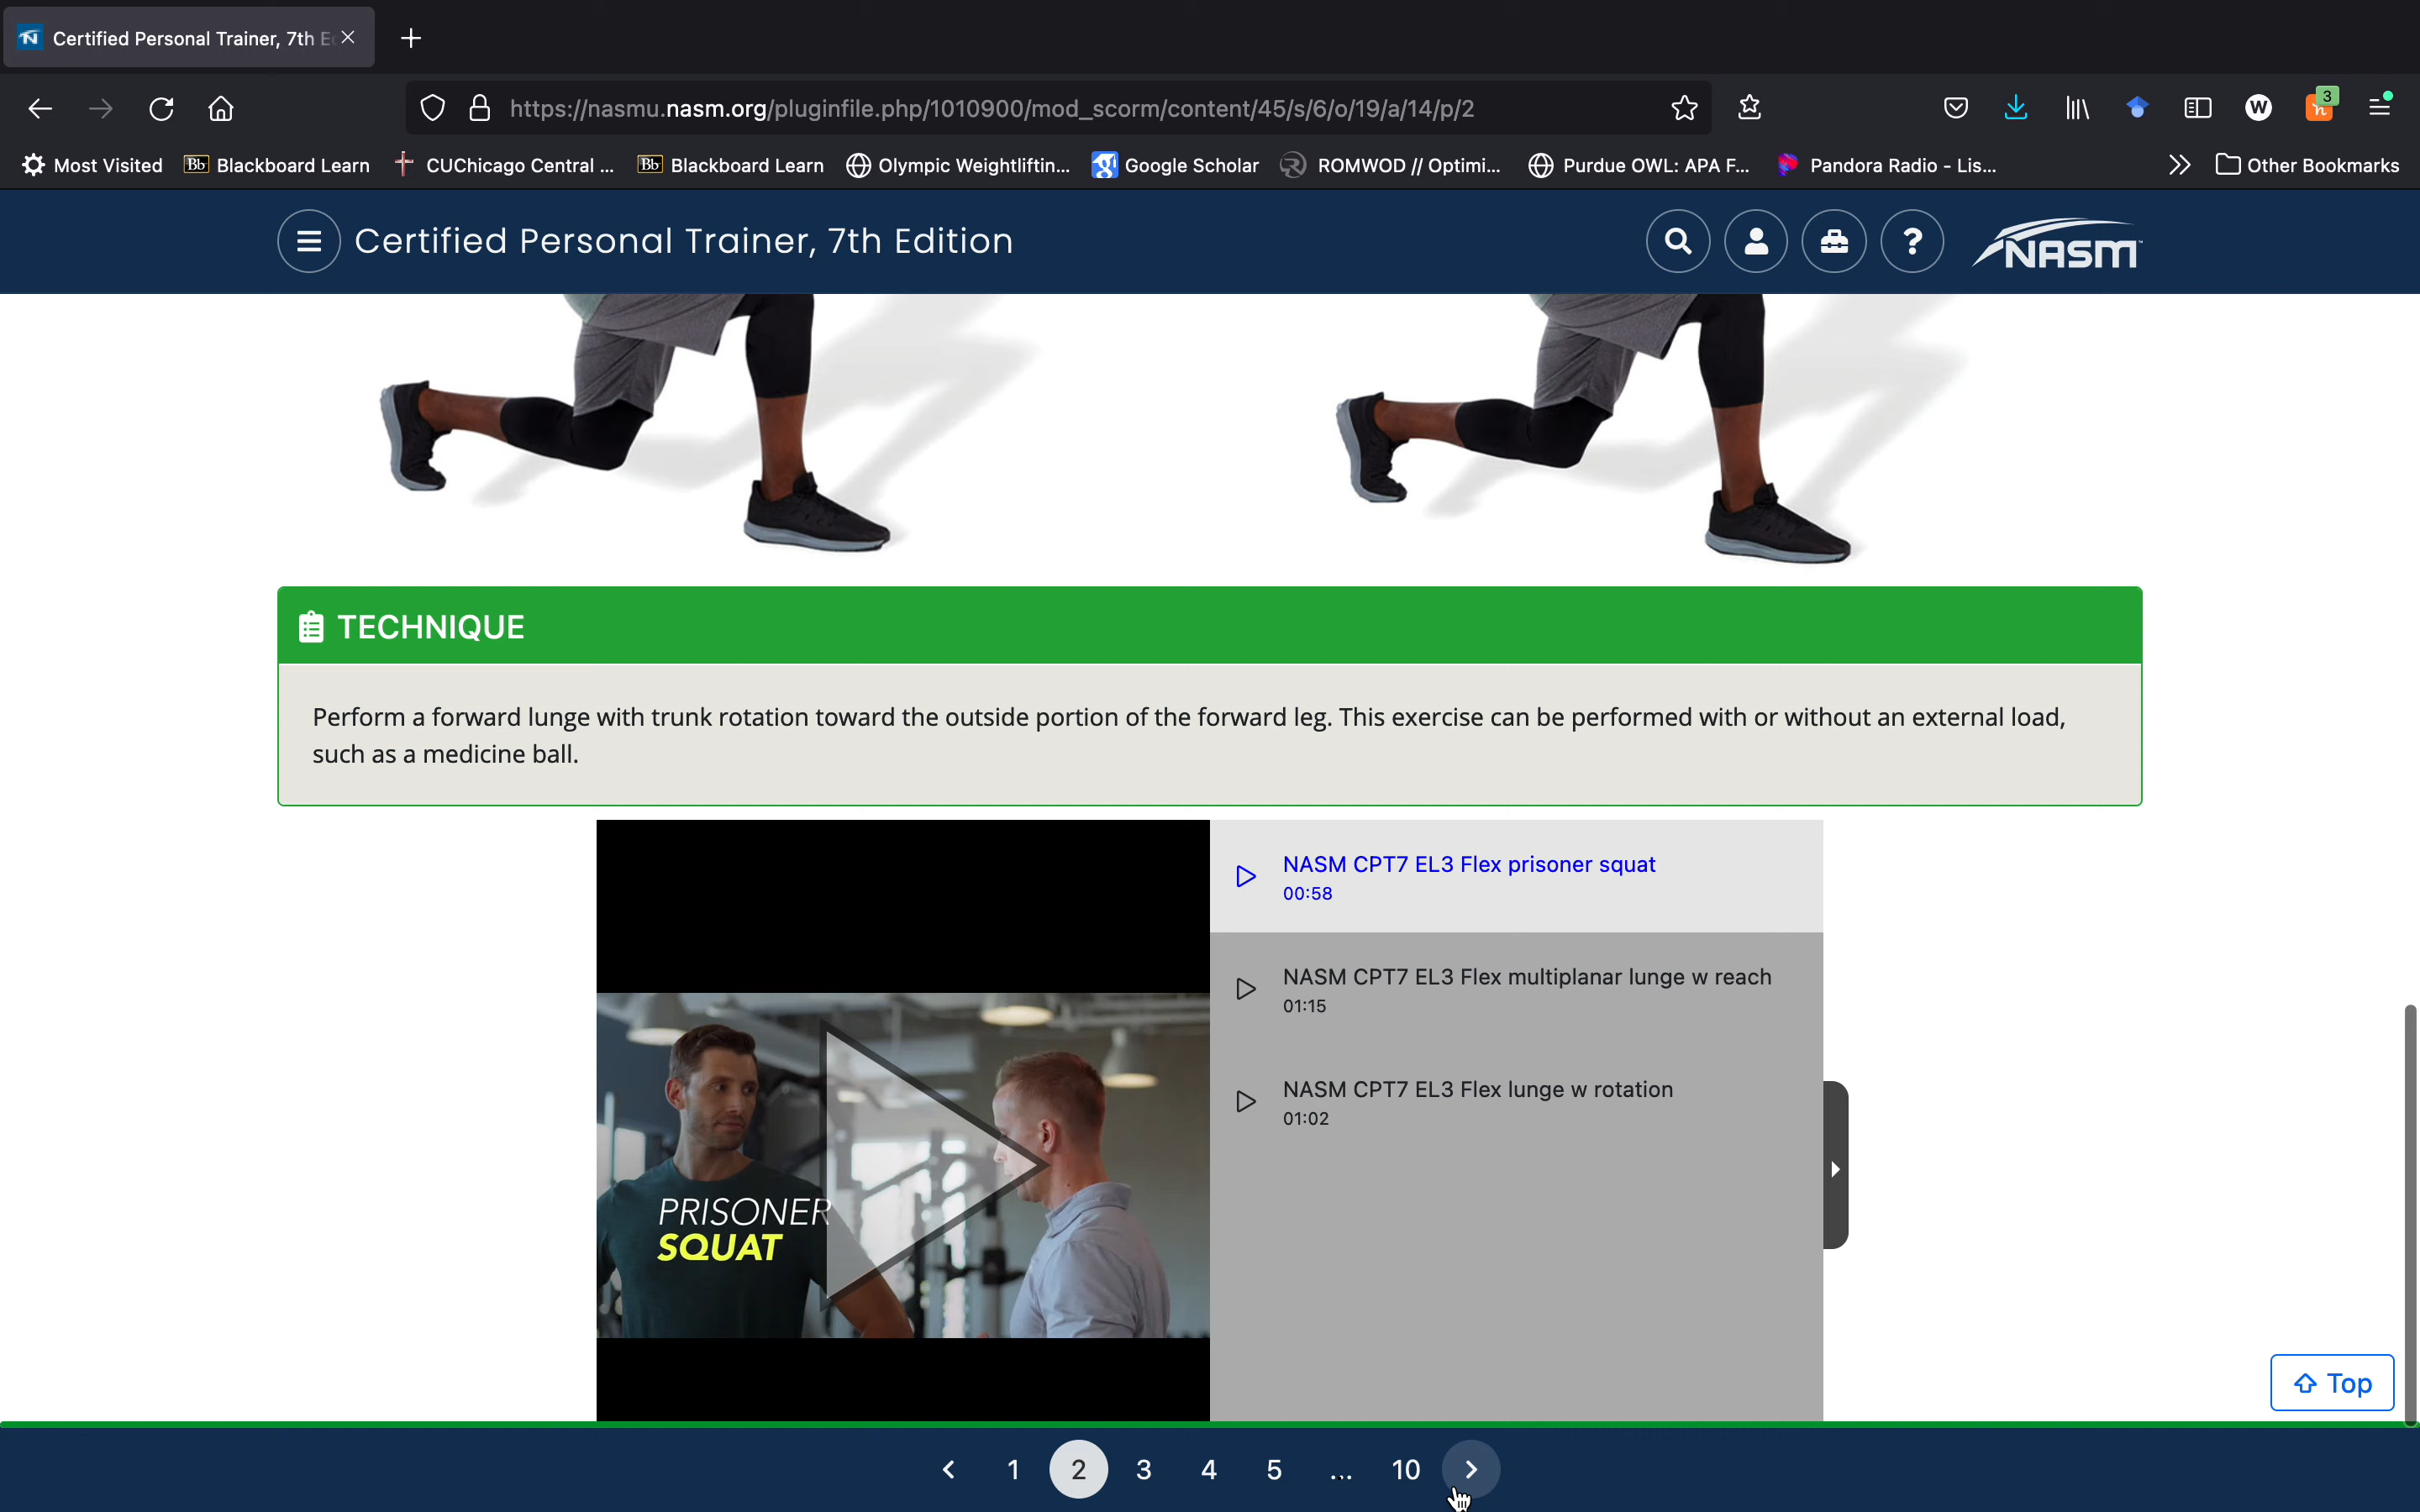 Certified Personal Trainer, 7th Ed
https://nasmu.nasm.org/pluginfile.php/1010900/mod_scorm/content/45/s/6/o/19/a/14/p/2
W
3
Most Visited
Bb Blackboard Learn
CUChicago Central ...
Bb Blackboard Learn
Olympic Weightliftin...
Google Scholar
ROMWOD // Optimi...
Purdue OWL: APA F...
Pandora Radio - Lis...
Other Bookmarks
Certified Personal Trainer, 7th Edition
NASM
TECHNIQUE
Perform a forward lunge with trunk rotation toward the outside portion of the forward leg. This exercise can be performed with or without an external load,
such as a medicine ball.
NASM CPT7 EL3 Flex prisoner squat
00:58
NASM CPT7 EL3 Flex multiplanar lunge w reach
01:15
NASM CPT7 EL3 Flex lunge w rotation
01:02
PRISONER
SQUAT
Top
1 2 3 4 5 ... 10